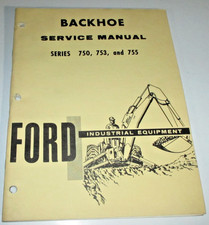 BACKHOE
SERVICE MANUAL
SERIES 750, 753, and 755
FORD
INDUSTRIAL EQUIPMENT